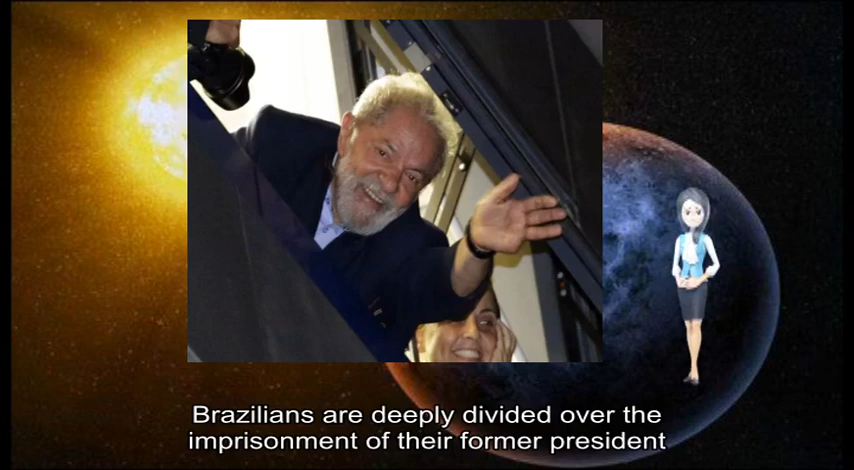 Brazilians are deeply divided over the
imprisonment of their former president